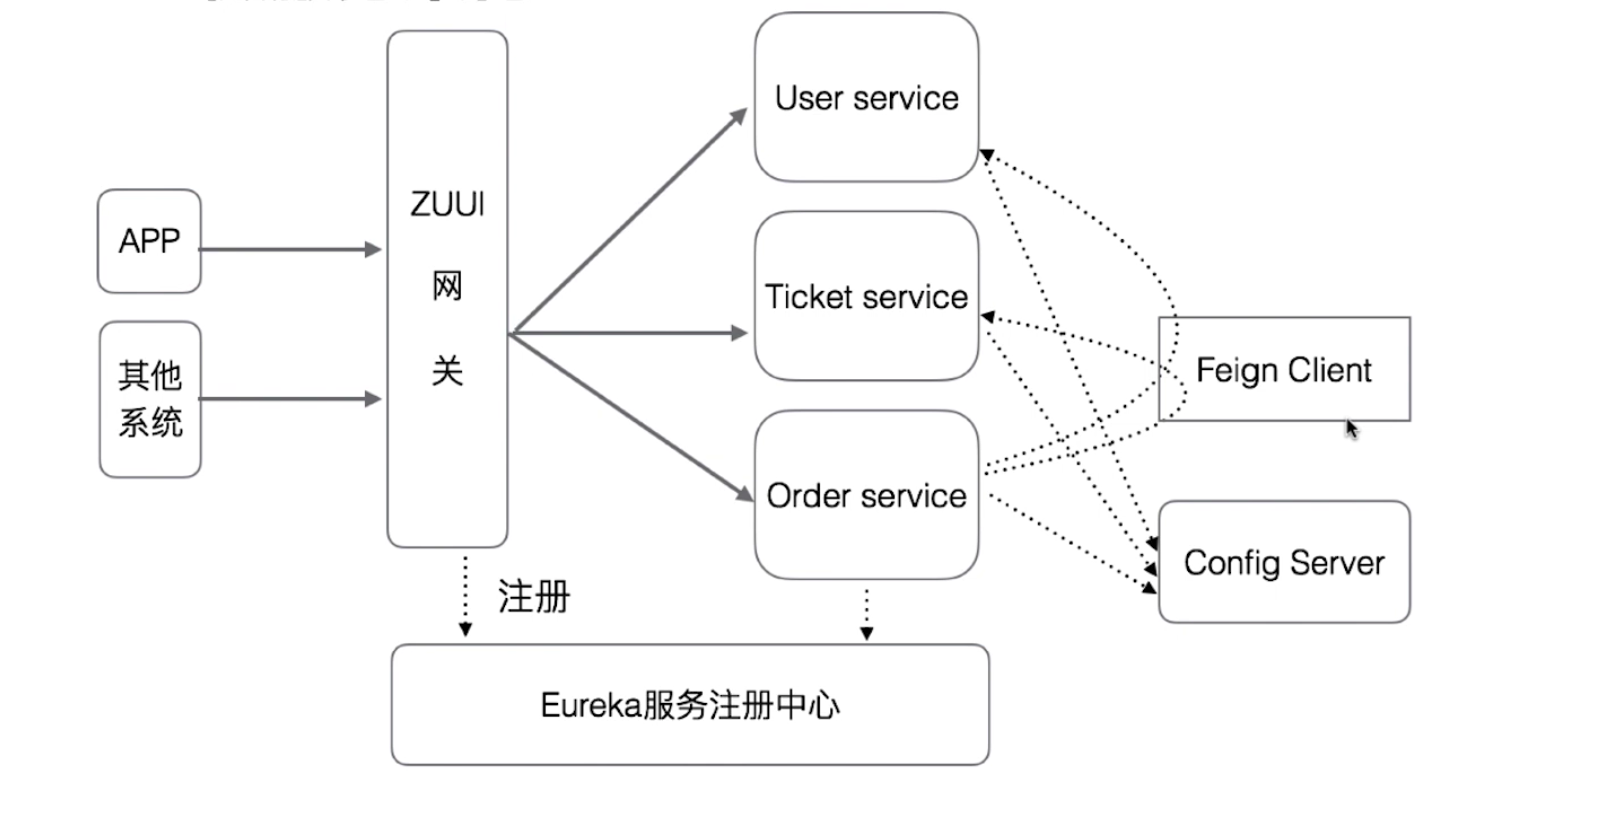 User service
ZUUl
APP
网
Ticket service
其他
系统
关
Feign Client
Order service
Config Server
注册
Eureka服务注册中心